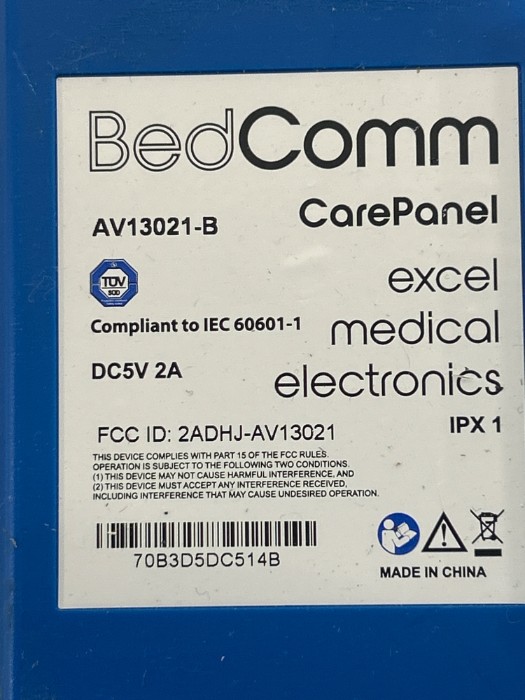 BedComm
CarePanel
AV13021-B
excel
medical
electronics
TÜV
SÜD
Compliant to IEC 60601-1
DC5V 2A
IPX 1
FCC ID: 2ADHJ-AV13021
THIS DEVICE COMPLIES WITH PART 15 OF THE FCC RULES.
OPERATION IS SUBJECT TO THE FOLLOWING TWO CONDITIONS.
(1) THIS DEVICE MAY NOT CAUSE HARMFUL INTERFERENCE, AND
(2) THIS DEVICE MUST ACCEPT ANY INTERFERENCE RECEIVED,
INCLUDING INTERFERENCE THAT MAY CAUSE UNDESIRED OPERATION.
70B3D5DC514B
MADE IN CHINA